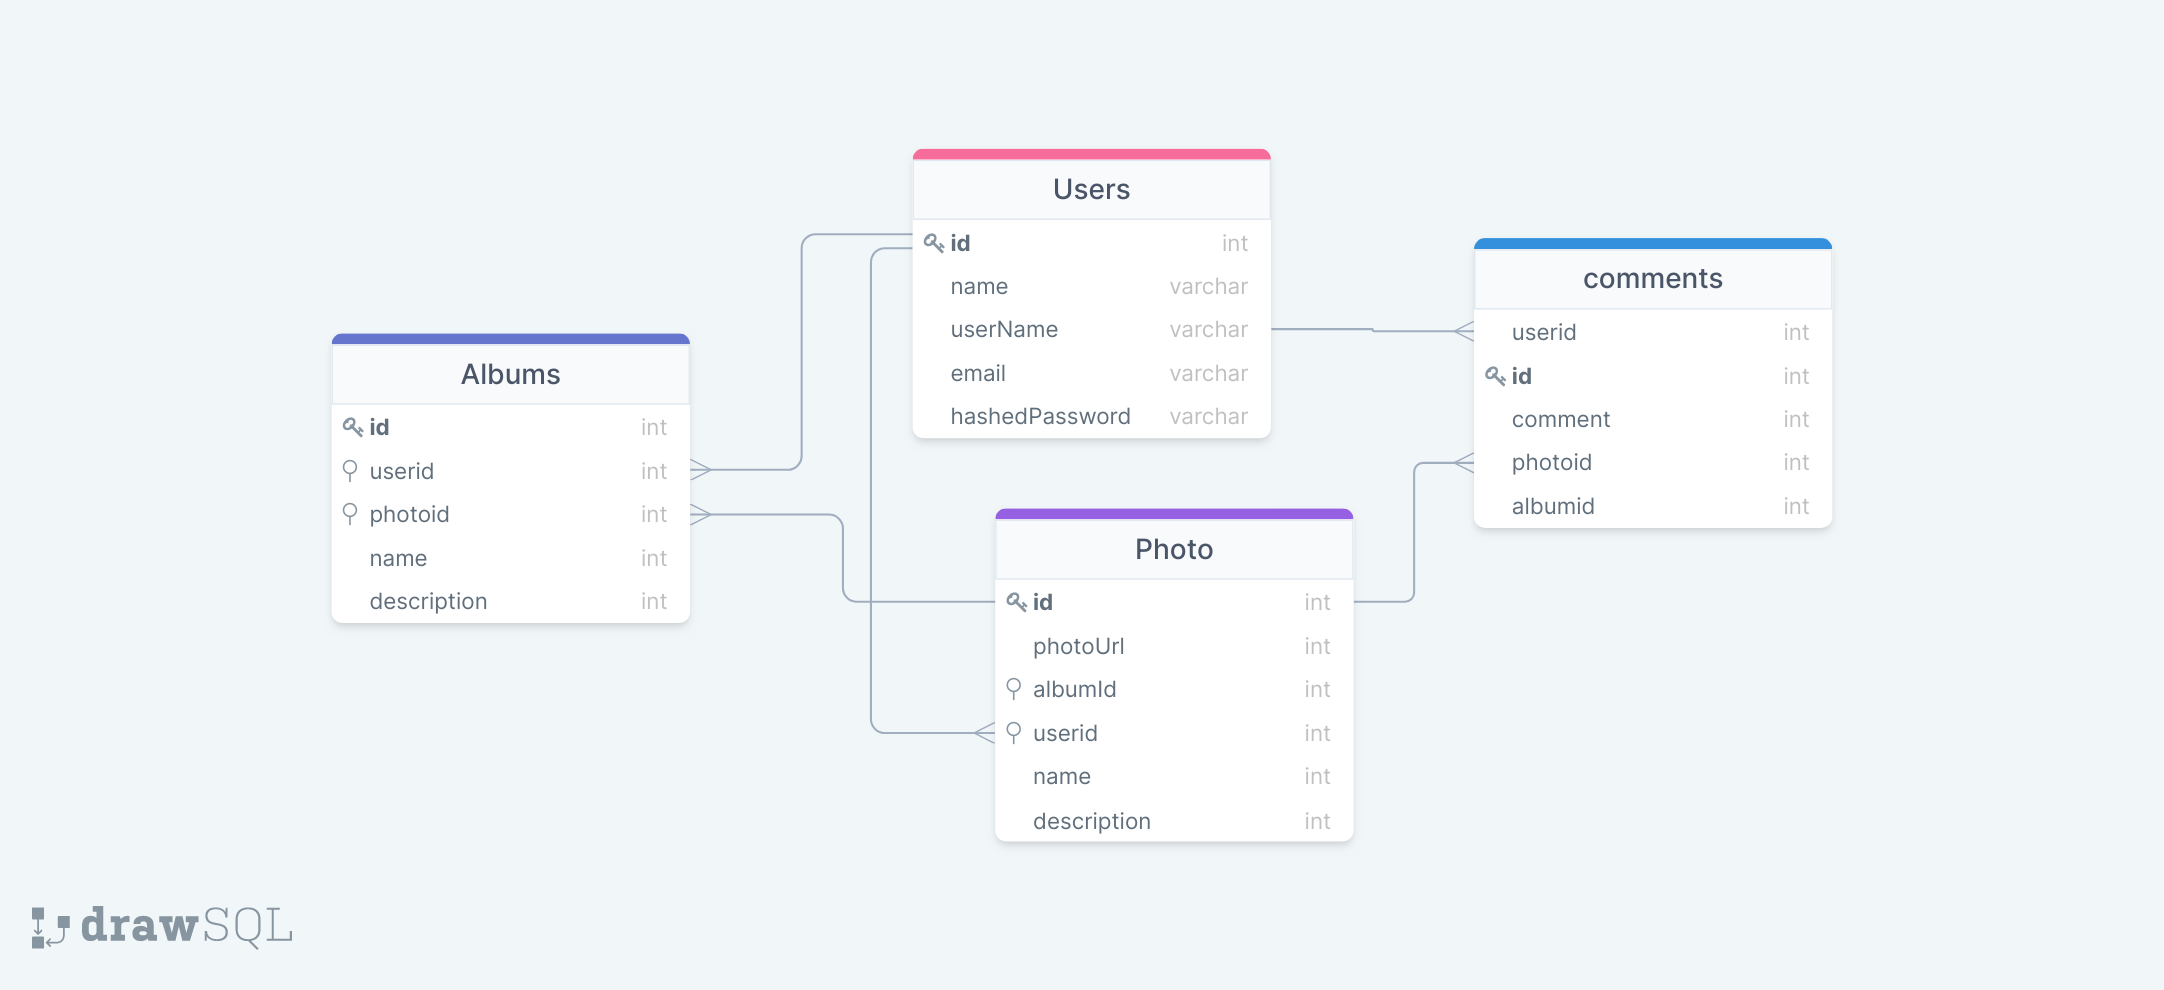 Users
id int
name varchar
userName varchar
email varchar
hashedPassword varchar
comments
userid int
id int
comment int
photoid int
albumid int
Albums
id int
userid int
photoid int
name int
description int
Photo
id int
photoUrl int
albumId int
userid int
name int
description int
drawSQL